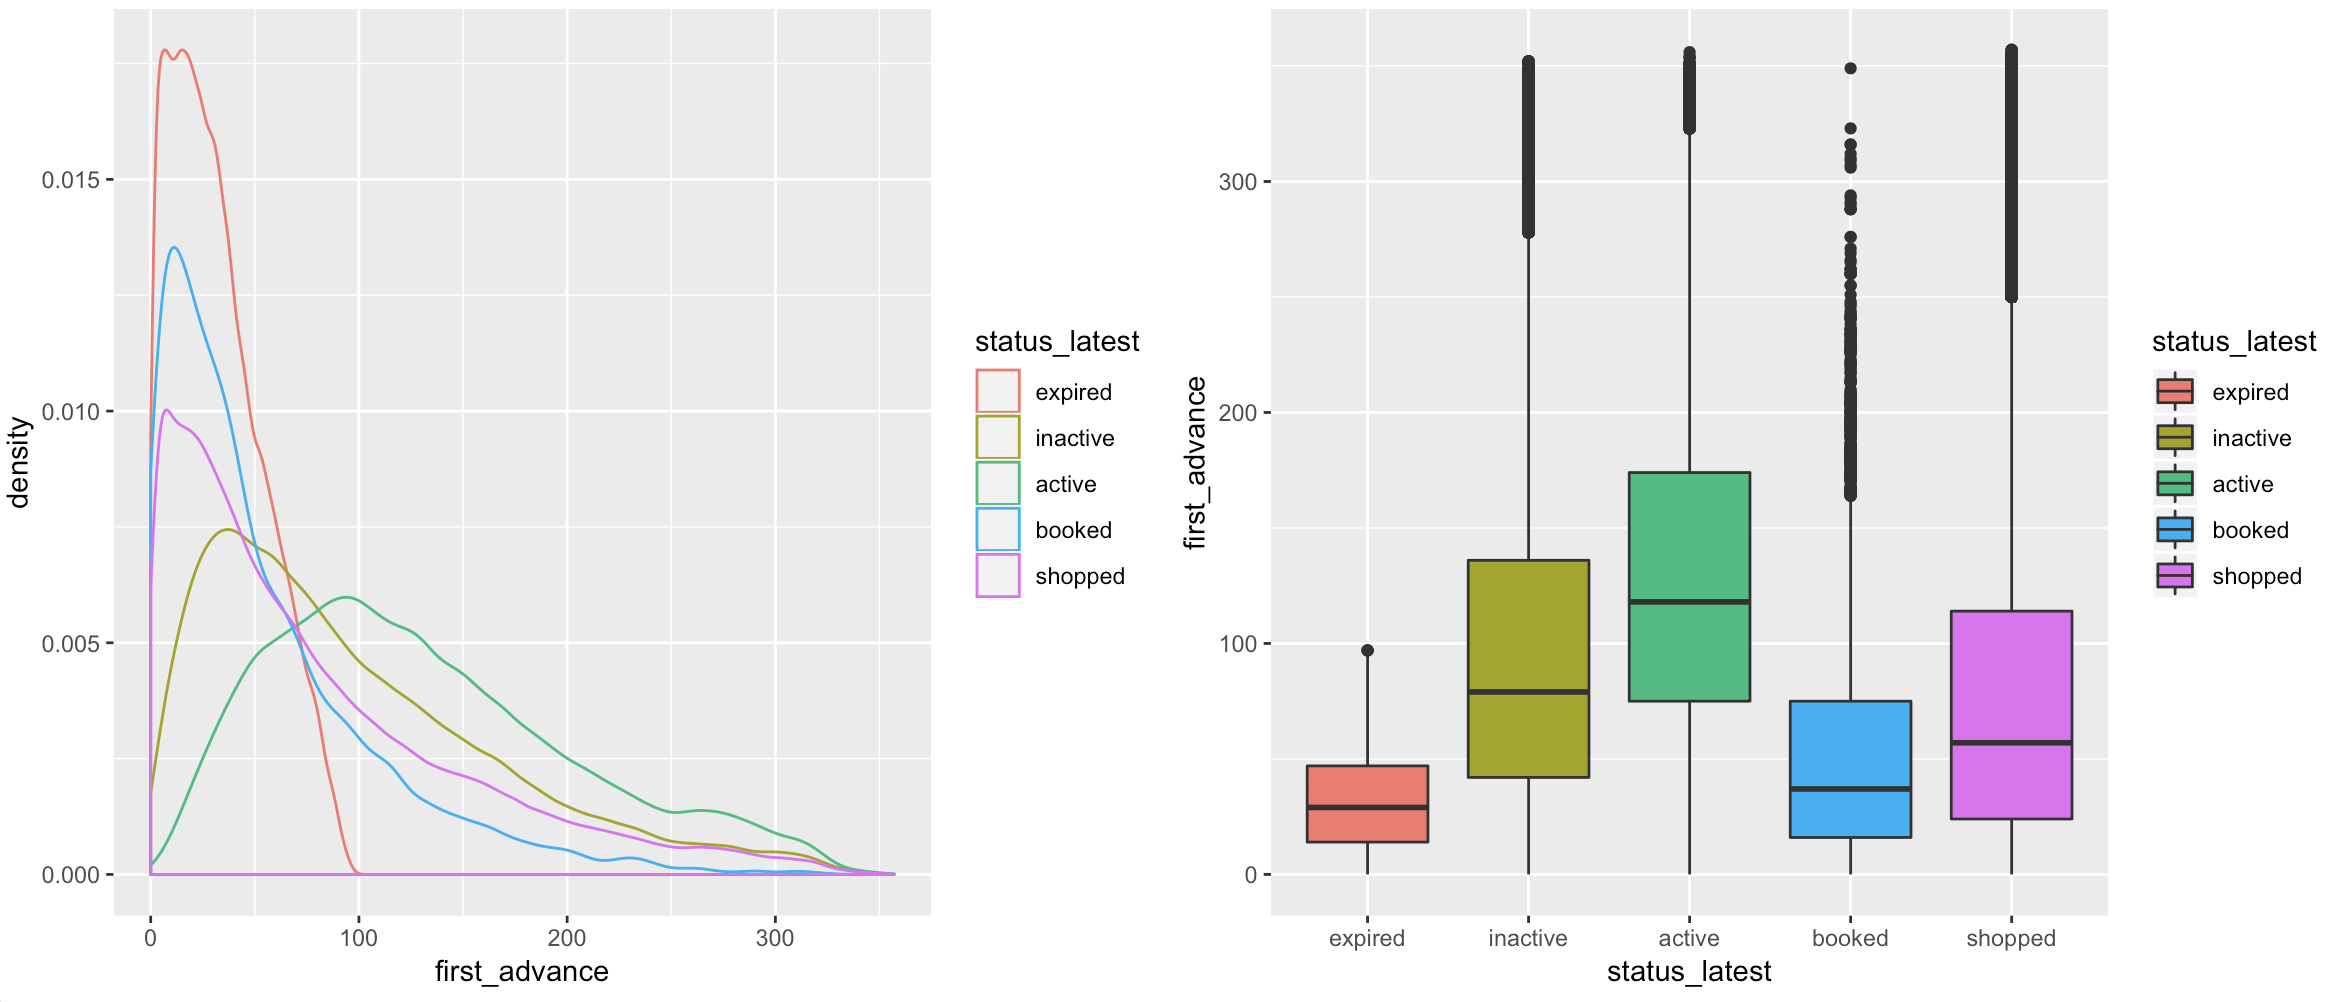 density
0.015
0.010
0.005
0.000
0
100
200
300
first_advance
status_latest
expired
inactive
active
booked
shopped
first_advance
300
200
100
0
expired
inactive
active
booked
shopped
status_latest
status_latest
expired
inactive
active
booked
shopped